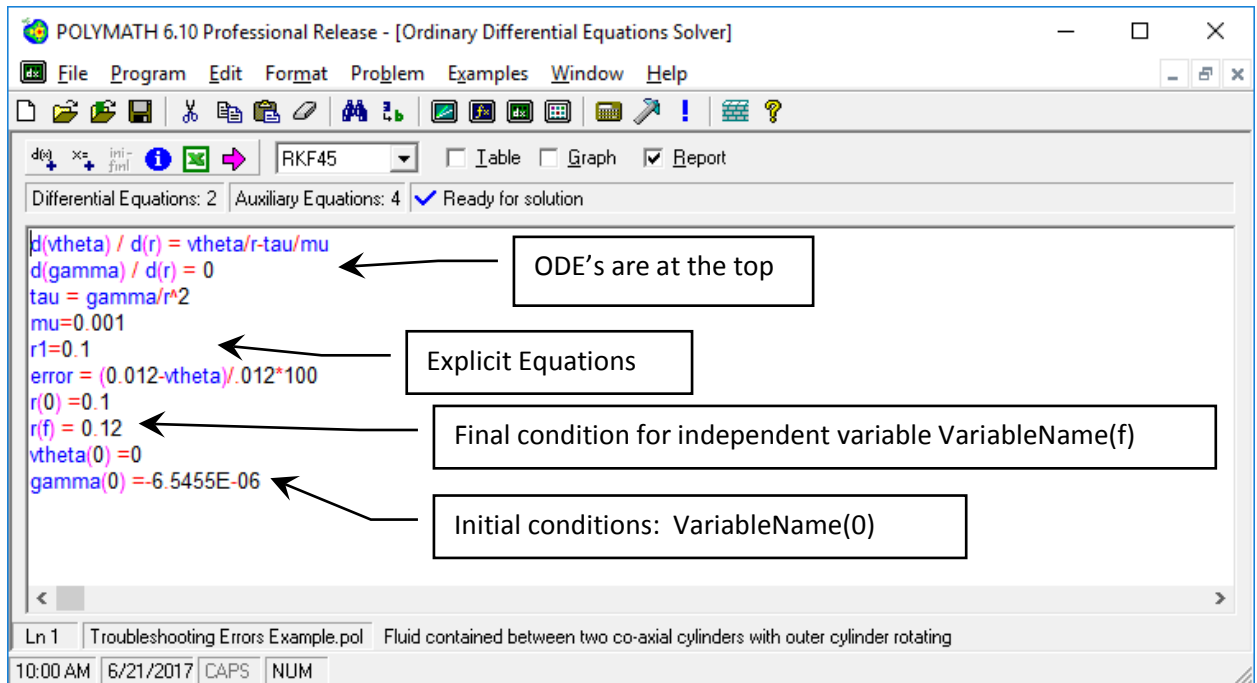 POLYMATH 6.10 Professional Release - [Ordinary Differential Equations Solver]
File Program Edit Format Problem Examples Window Help
d(x) x= ini- finl RKF45 Table Graph Report
Differential Equations: 2 Auxiliary Equations: 4 Ready for solution
d(vtheta) / d(r) = vtheta/r-tau/mu
d(gamma) / d(r) = 0
ODE's are at the top
tau = gamma/r^2
mu=0.001
r1=0.1
Explicit Equations
error = (0.012-vtheta)/.012*100
r(0) =0.1
r(f) = 0.12
Final condition for independent variable VariableName(f)
vtheta(0) =0
gamma(0) =-6.5455E-06
Initial conditions: VariableName(0)
Ln 1 Troubleshooting Errors Example.pol Fluid contained between two co-axial cylinders with outer cylinder rotating
10:00 AM 6/21/2017 CAPS NUM